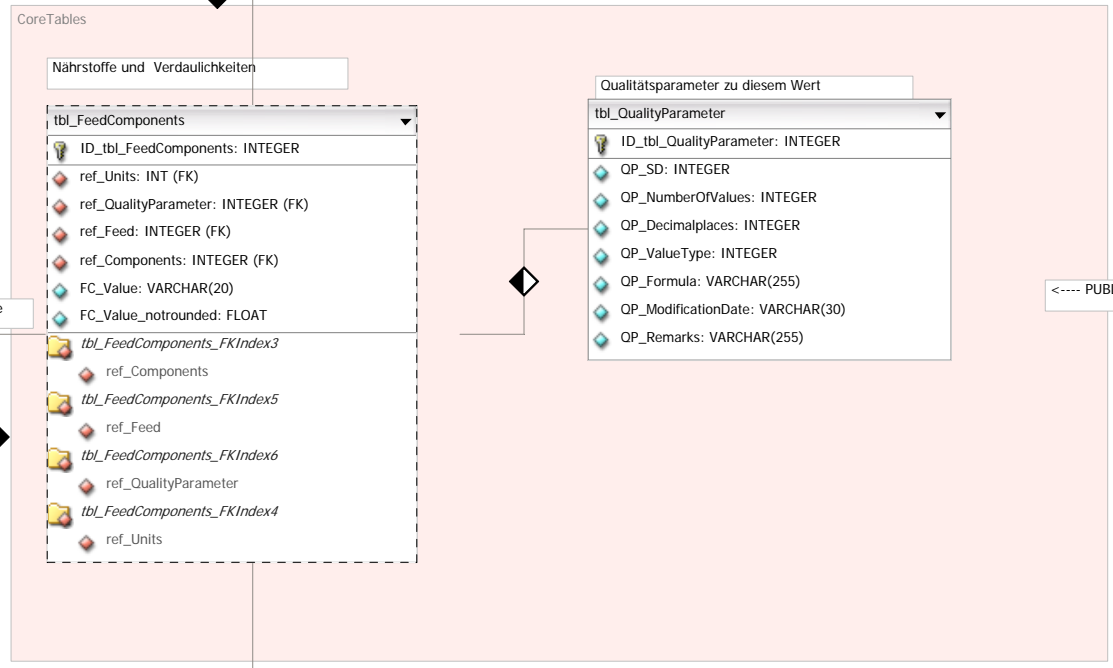 CoreTables
Nährstoffe und  Verdaulichkeiten
tbl_FeedComponents
ID_tbl_FeedComponents: INTEGER
ref_Units: INT (FK)
ref_QualityParameter: INTEGER (FK)
ref_Feed: INTEGER (FK)
ref_Components: INTEGER (FK)
FC_Value: VARCHAR(20)
FC_Value_notrounded: FLOAT
tbl_FeedComponents_FKIndex3
ref_Components
tbl_FeedComponents_FKIndex5
ref_Feed
tbl_FeedComponents_FKIndex6
ref_QualityParameter
tbl_FeedComponents_FKIndex4
ref_Units
Qualitätsparameter zu diesem Wert
tbl_QualityParameter
ID_tbl_QualityParameter: INTEGER
QP_SD: INTEGER
QP_NumberOfValues: INTEGER
QP_Decimalplaces: INTEGER
QP_ValueType: INTEGER
QP_Formula: VARCHAR(255)
QP_ModificationDate: VARCHAR(30)
QP_Remarks: VARCHAR(255)
e
<---- PUB